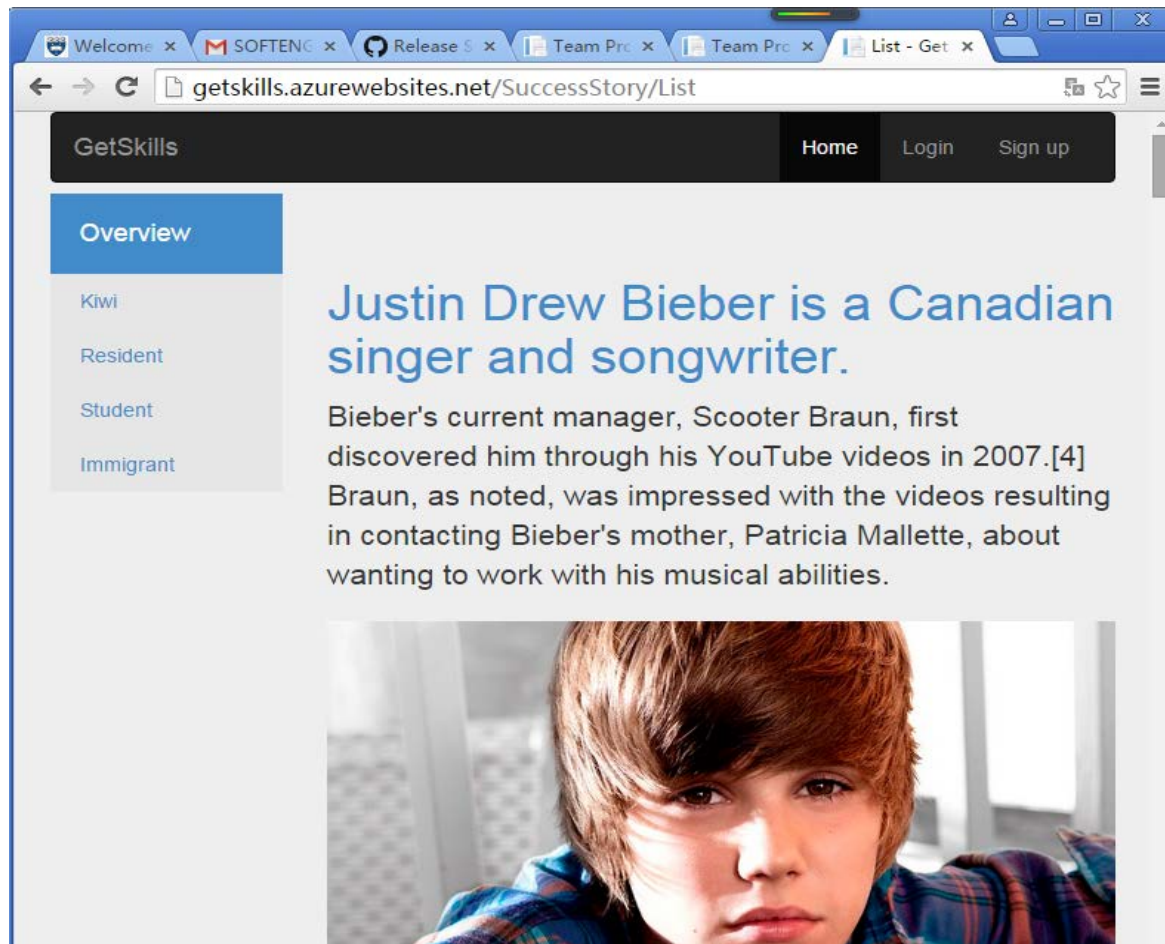 Welcome
SOFTENG
Release S
Team Pro
Team Pro
List - Get
getskills.azurewebsites.net/SuccessStory/List
GetSkills
Home
Login
Sign up
Overview
Kiwi
Resident
Student
Immigrant
Justin Drew Bieber is a Canadian
singer and songwriter.
Bieber's current manager, Scooter Braun, first
discovered him through his YouTube videos in 2007.[4]
Braun, as noted, was impressed with the videos resulting
in contacting Bieber's mother, Patricia Mallette, about
wanting to work with his musical abilities.